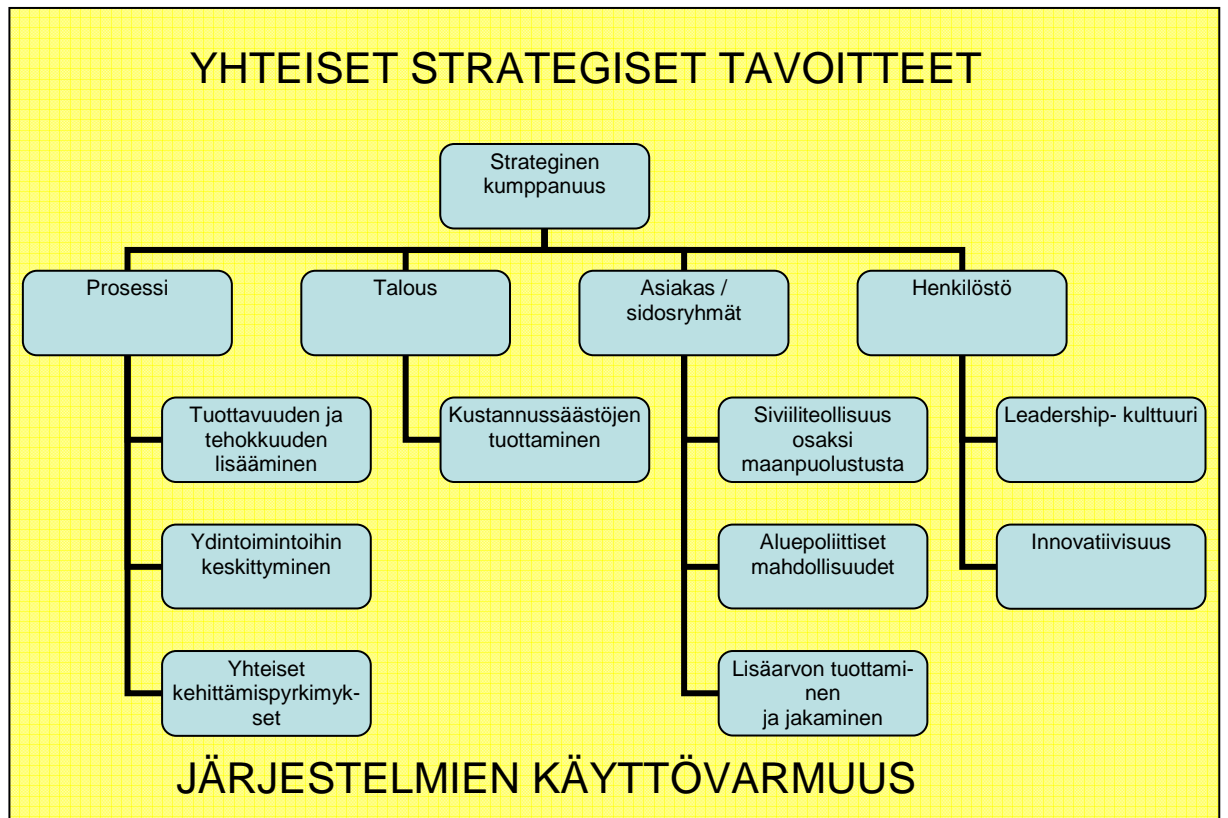 YHTEISET STRATEGISET TAVOITTEET
Strateginen
kumppanuus
Prosessi
Talous
Asiakas /
sidosryhmät
Henkilöstö
Tuottavuuden ja
tehokkuuden
lisääminen
Kustannussäästöjen
tuottaminen
Siviiliteollisuus
osaksi
maanpuolustusta
Leadership- kulttuuri
Ydintoimintoihin
keskittyminen
Aluepoliittiset
mahdollisuudet
Innovatiivisuus
Yhteiset
kehittämispyrkimyk-
set
Lisäarvon tuottami-
nen
ja jakaminen
JÄRJESTELMIEN KÄYTTÖVARMUUS